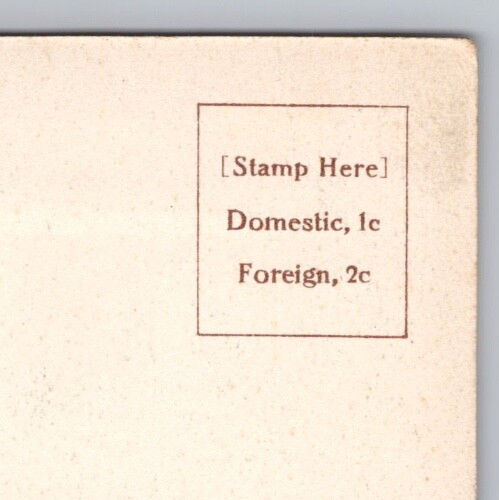 [Stamp Here]
Domestic, 1c
Foreign, 2c